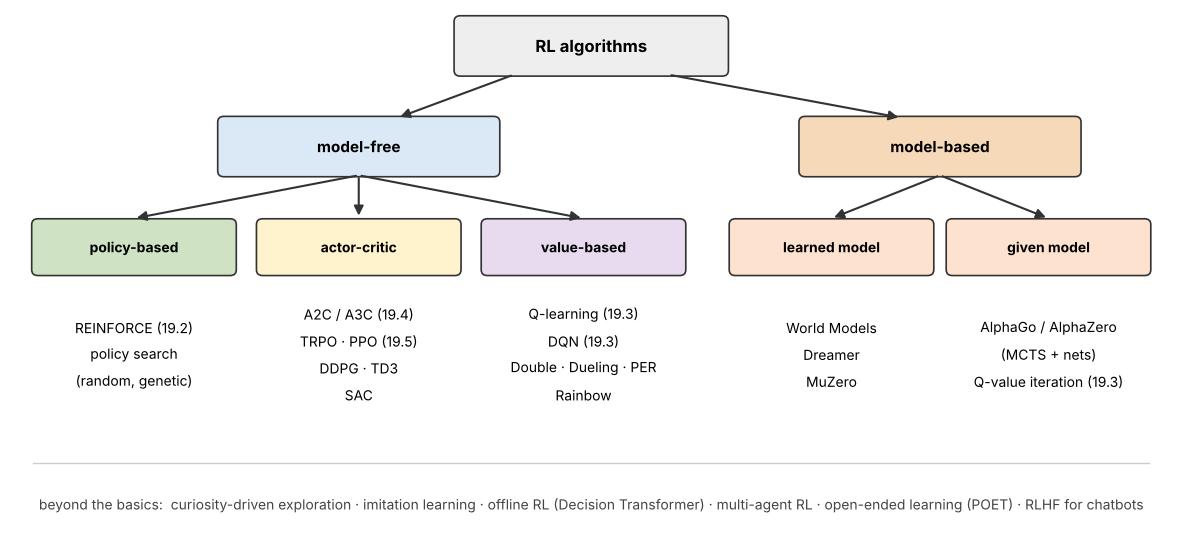 RL algorithms
model-free
model-based
policy-based
actor-critic
value-based
learned model
given model
REINFORCE (19.2)
policy search
(random, genetic)
A2C / A3C (19.4)
TRPO · PPO (19.5)
DDPG · TD3
SAC
Q-learning (19.3)
DQN (19.3)
Double · Dueling · PER
Rainbow
World Models
Dreamer
MuZero
AlphaGo / AlphaZero
(MCTS + nets)
Q-value iteration (19.3)
beyond the basics: curiosity-driven exploration · imitation learning · offline RL (Decision Transformer) · multi-agent RL · open-ended learning (POET) · RLHF for chatbots